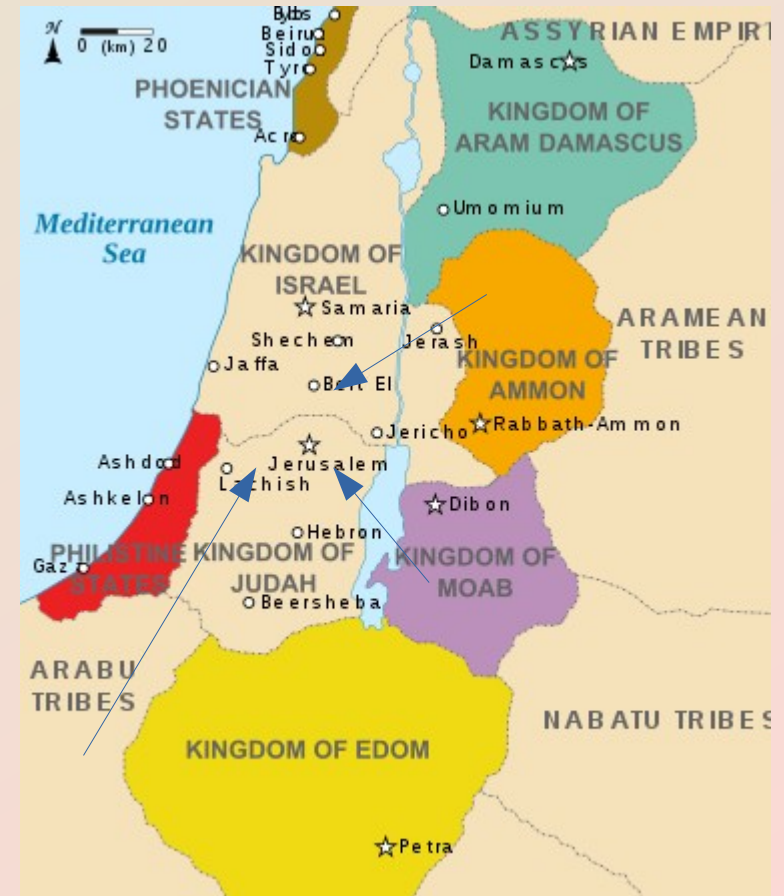 Byblos
Beirut
Sidon
Tyre
N
0 (km) 20
ASSYRIAN EMPIRE
Damascus
PHOENICIAN
STATES
KINGDOM OF
ARAM DAMASCUS
Acre
Umomium
Mediterranean
Sea
KINGDOM OF
ISRAEL
Samaria
ARAMEAN
TRIBES
Shechem
Jerash
Jaffa
KINGDOM OF
AMMON
Beit El
Jericho
Rabbath-Ammon
Ashdod
Jerusalem
Lachish
Ashkelon
Dibon
Hebron
Gaza
PHILISTINE
STATES
KINGDOM OF
JUDAH
KINGDOM OF
MOAB
Beersheba
ARABU
TRIBES
NABATU TRIBES
KINGDOM OF EDOM
Petra